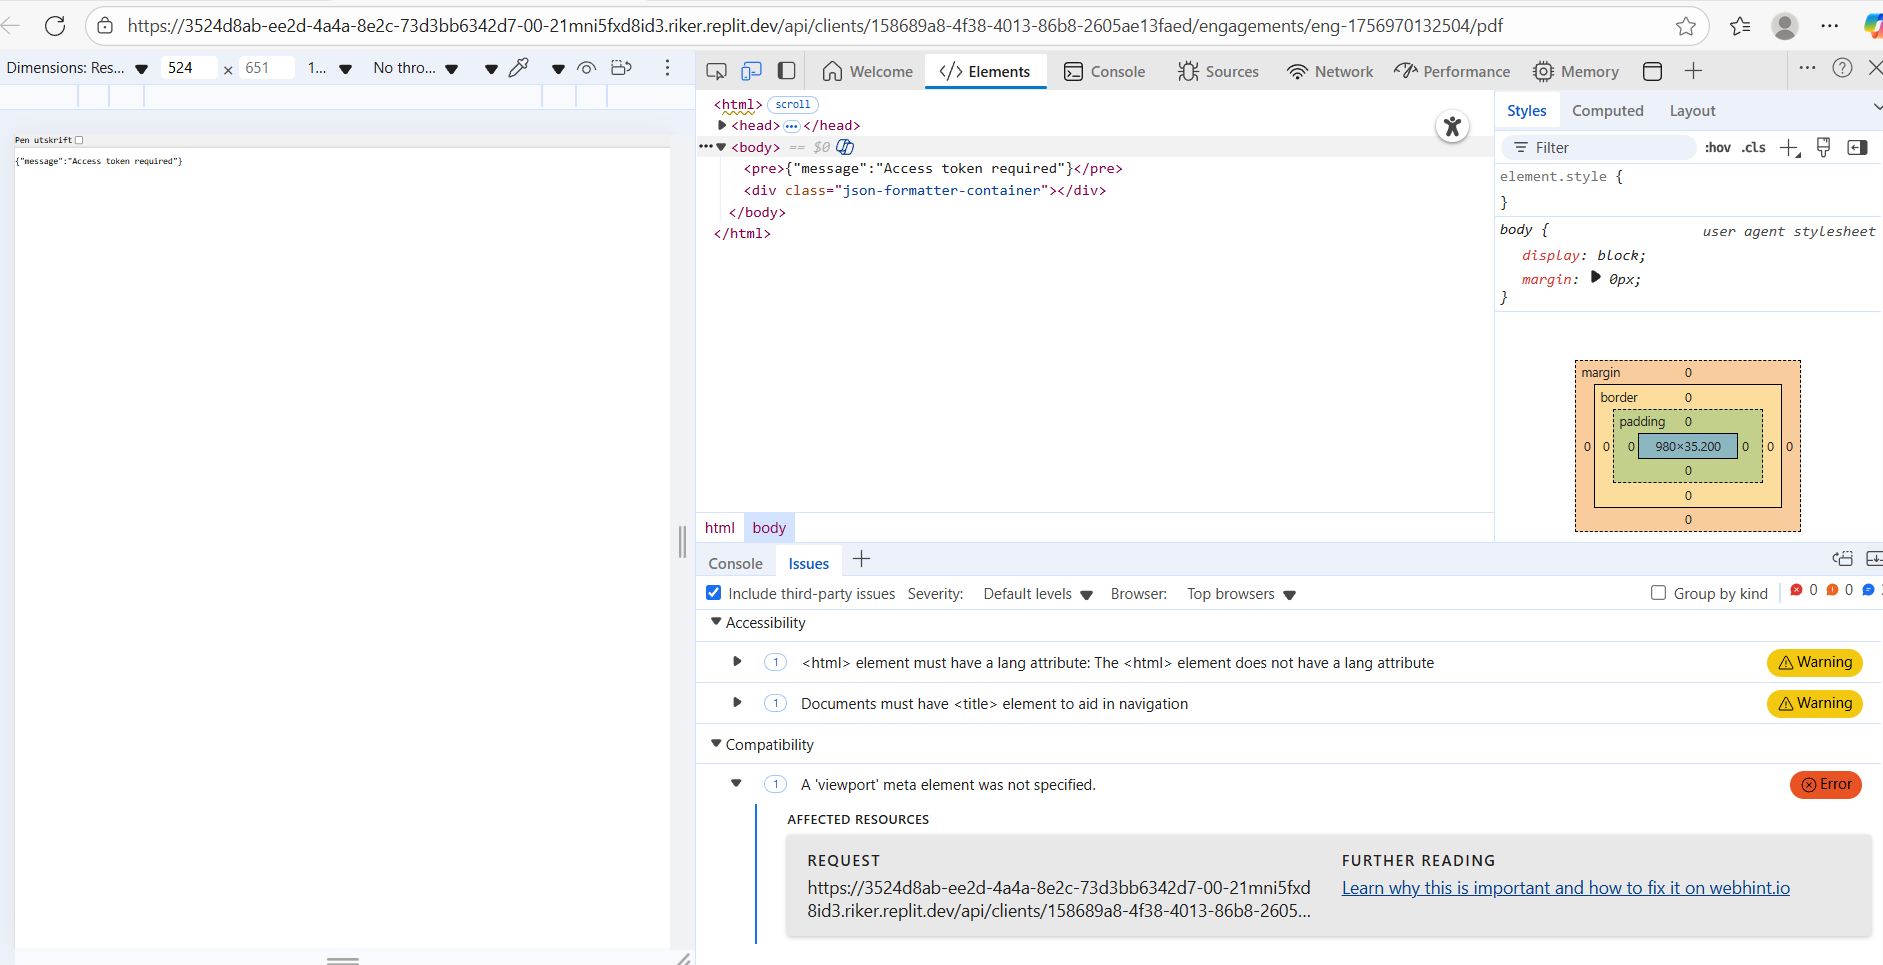 https://3524d8ab-ee2d-4a4a-8e2c-73d3bb6342d7-00-21mni5fxd8id3.riker.replit.dev/api/clients/158689a8-4f38-4013-86b8-2605ae13faed/engagements/eng-1756970132504/pdf
Dimensions: Res... 524 × 651 1... No thro...
Welcome </> Elements Console Sources Network Performance Memory
Pen utskrift
{"message":"Access token required"}
<html> scroll
<head> ••• </head>
••• <body> == $0
<pre>{"message":"Access token required"}</pre>
<div class="json-formatter-container"></div>
</body>
</html>
html body
Styles Computed Layout
Filter :hov .cls
element.style {
}
body { user agent stylesheet
display: block;
margin: 0px;
}
margin 0
border 0
padding 0
0 0 0 980×35.200 0 0 0
0
0
0
Console Issues
Include third-party issues Severity: Default levels Browser: Top browsers Group by kind 0 0
Accessibility
1 <html> element must have a lang attribute: The <html> element does not have a lang attribute Warning
1 Documents must have <title> element to aid in navigation Warning
Compatibility
1 A 'viewport' meta element was not specified. Error
AFFECTED RESOURCES
REQUEST
https://3524d8ab-ee2d-4a4a-8e2c-73d3bb6342d7-00-21mni5fxd
8id3.riker.replit.dev/api/clients/158689a8-4f38-4013-86b8-2605...
FURTHER READING
Learn why this is important and how to fix it on webhint.io